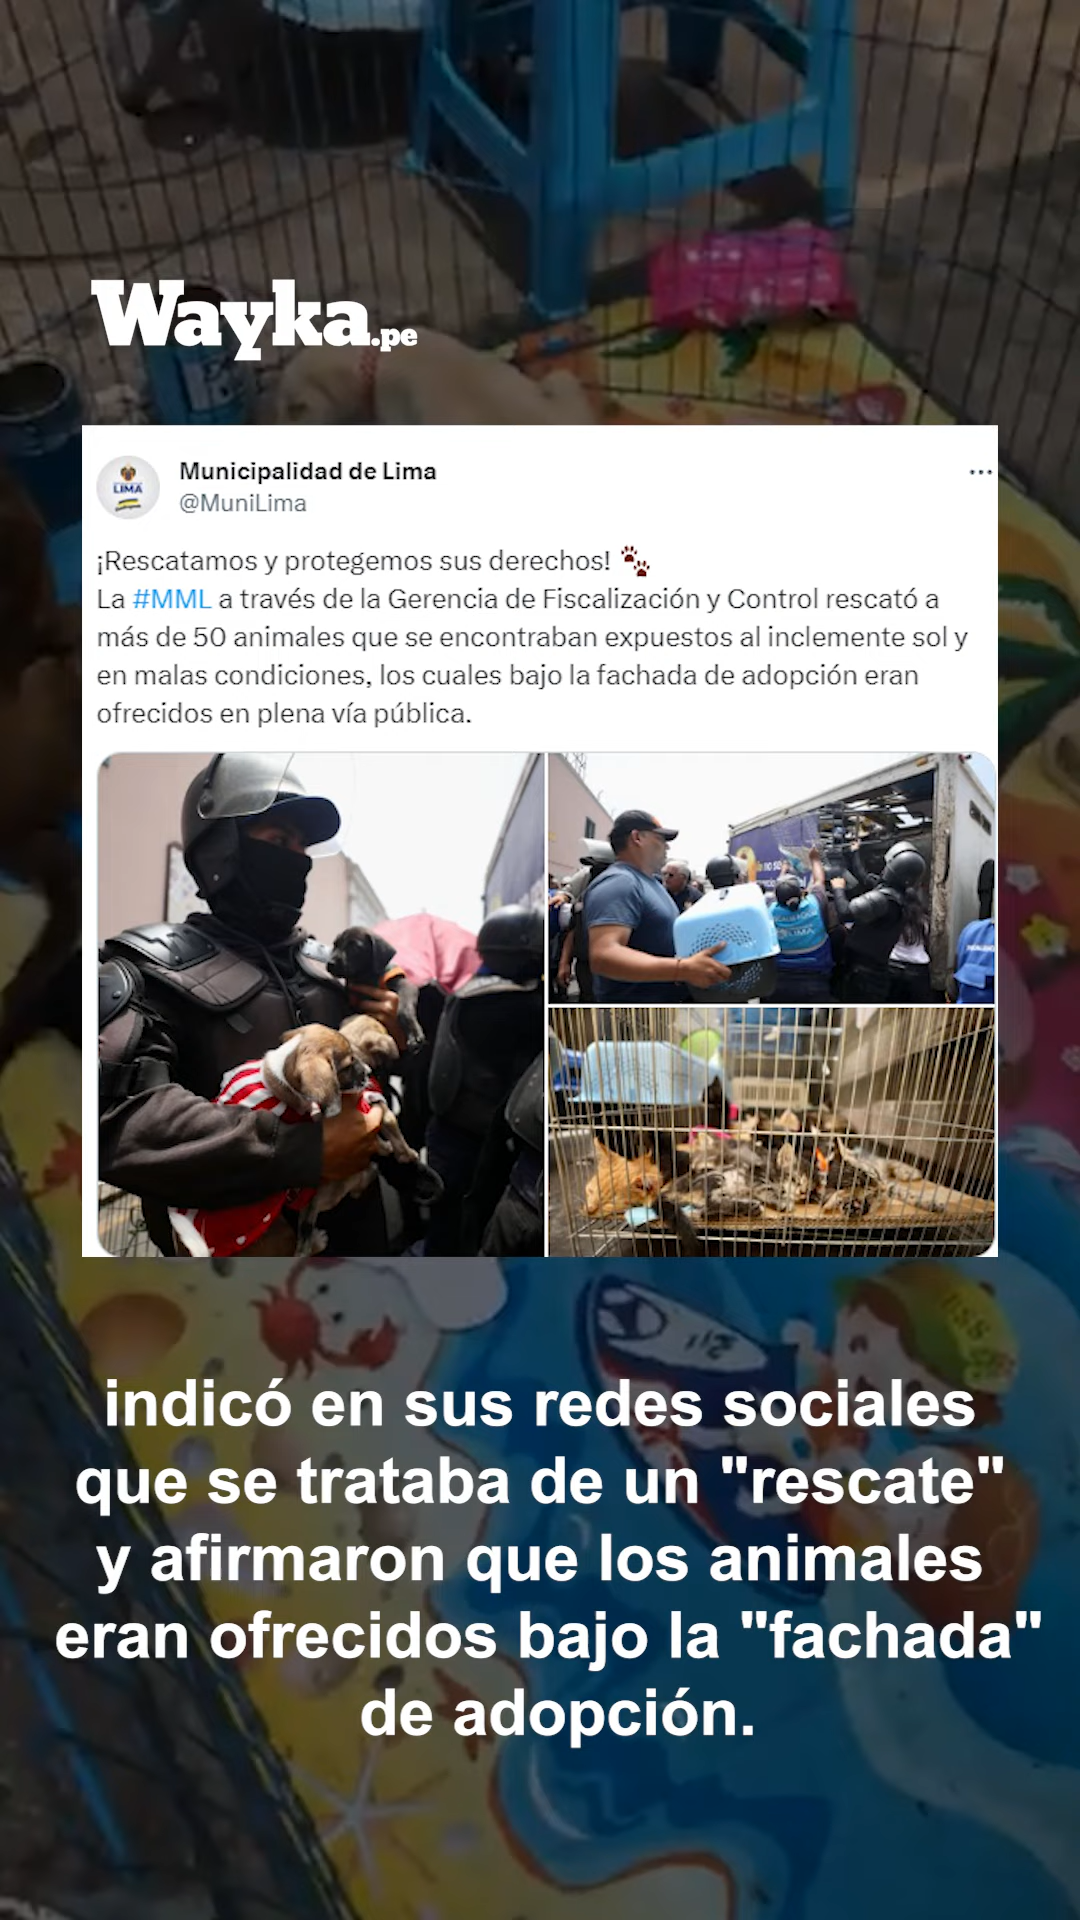 Wayka.pe
Municipalidad de Lima
@MuniLima
¡Rescatamos y protegemos sus derechos!
La #MML a través de la Gerencia de Fiscalización y Control rescató a
más de 50 animales que se encontraban expuestos al inclemente sol y
en malas condiciones, los cuales bajo la fachada de adopción eran
ofrecidos en plena vía pública.
indicó en sus redes sociales
que se trataba de un "rescate"
y afirmaron que los animales
eran ofrecidos bajo la "fachada"
de adopción.